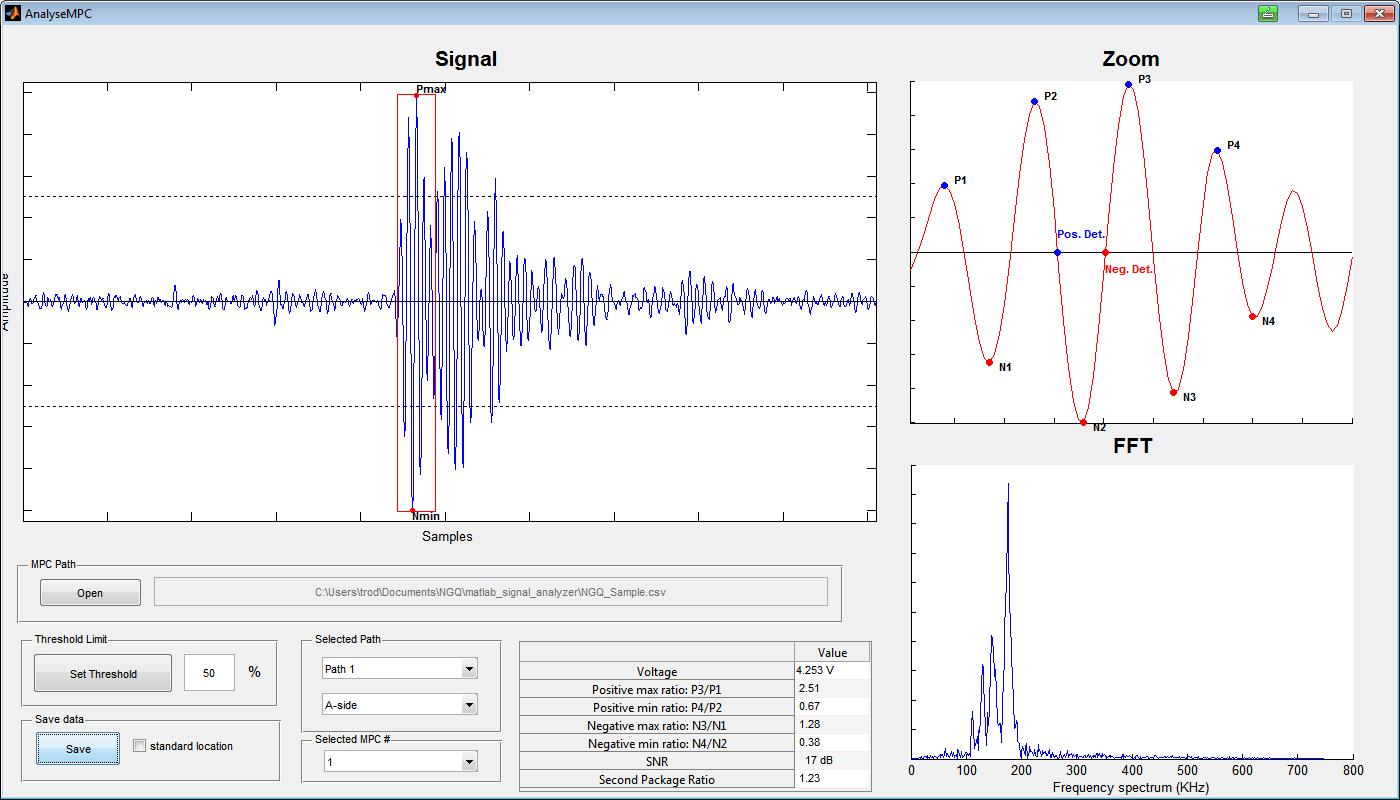 AnalyseMPC
Signal
Pmax
Amplitude
Nmin
Samples
Zoom
P1
P2
P3
P4
Pos. Det.
Neg. Det.
N1
N2
N3
N4
FFT
0 100 200 300 400 500 600 700 800
Frequency spectrum (KHz)
MPC Path
Open
C:\Users\trod\Documents\NGQ\matlab_signal_analyzer\NGQ_Sample.csv
Threshold Limit
Set Threshold 50 %
Save data
Save standard location
Selected Path
Path 1
A-side
Selected MPC #
1
Value
Voltage 4.253 V
Positive max ratio: P3/P1 2.51
Positive min ratio: P4/P2 0.67
Negative max ratio: N3/N1 1.28
Negative min ratio: N4/N2 0.38
SNR 17 dB
Second Package Ratio 1.23